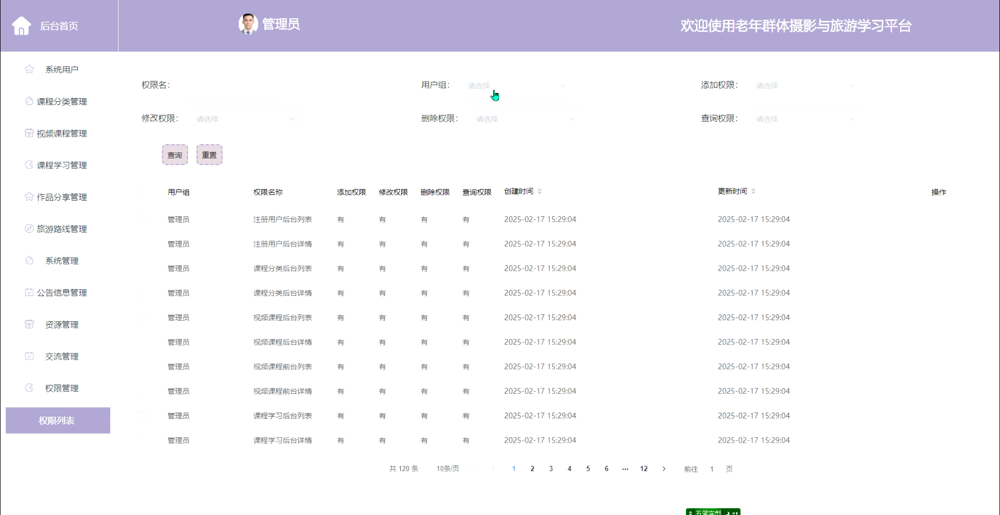 后台首页
管理员
欢迎使用老年群体摄影与旅游学习平台
系统用户
课程分类管理
视频课程管理
课程学习管理
作品分享管理
旅游路线管理
系统管理
公告信息管理
资源管理
交流管理
权限管理
权限列表
权限名：
用户组： 请选择
添加权限： 请选择
修改权限： 请选择
删除权限： 请选择
查询权限： 请选择
查询 重置
用户组 权限名称 添加权限 修改权限 删除权限 查询权限 创建时间 更新时间 操作
管理员 注册用户后台列表 有 有 有 有 2025-02-17 15:29:04 2025-02-17 15:29:04
管理员 注册用户后台详情 有 有 有 有 2025-02-17 15:29:04 2025-02-17 15:29:04
管理员 课程分类后台列表 有 有 有 有 2025-02-17 15:29:04 2025-02-17 15:29:04
管理员 课程分类后台详情 有 有 有 有 2025-02-17 15:29:04 2025-02-17 15:29:04
管理员 视频课程后台列表 有 有 有 有 2025-02-17 15:29:04 2025-02-17 15:29:04
管理员 视频课程后台详情 有 有 有 有 2025-02-17 15:29:04 2025-02-17 15:29:04
管理员 视频课程前台列表 有 有 有 有 2025-02-17 15:29:04 2025-02-17 15:29:04
管理员 视频课程前台详情 有 有 有 有 2025-02-17 15:29:04 2025-02-17 15:29:04
管理员 课程学习后台列表 有 有 有 有 2025-02-17 15:29:04 2025-02-17 15:29:04
管理员 课程学习后台详情 有 有 有 有 2025-02-17 15:29:04 2025-02-17 15:29:04
共 120 条 10条/页 1 2 3 4 5 6 ··· 12 前往 1 页
五笔字型